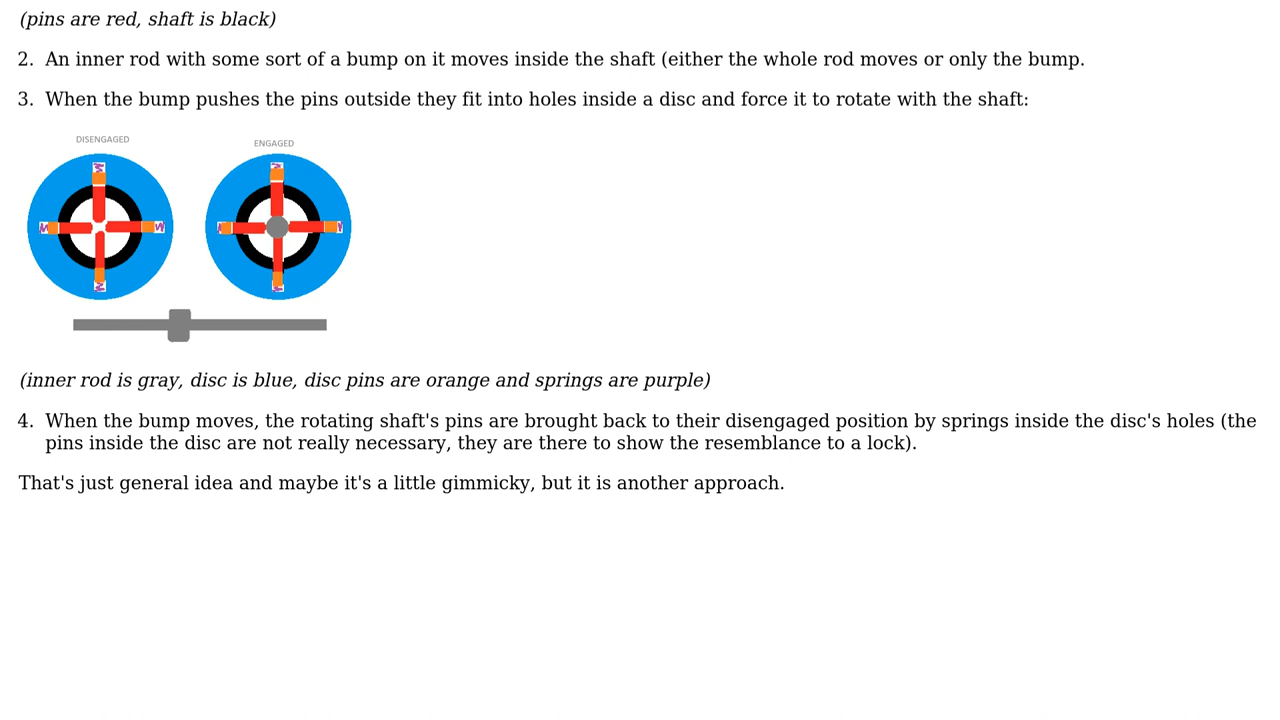 (pins are red, shaft is black)
2. An inner rod with some sort of a bump on it moves inside the shaft (either the whole rod moves or only the bump.
3. When the bump pushes the pins outside they fit into holes inside a disc and force it to rotate with the shaft:
DISENGAGED
ENGAGED
(inner rod is gray, disc is blue, disc pins are orange and springs are purple)
4. When the bump moves, the rotating shaft's pins are brought back to their disengaged position by springs inside the disc's holes (the
pins inside the disc are not really necessary, they are there to show the resemblance to a lock).
That's just general idea and maybe it's a little gimmicky, but it is another approach.